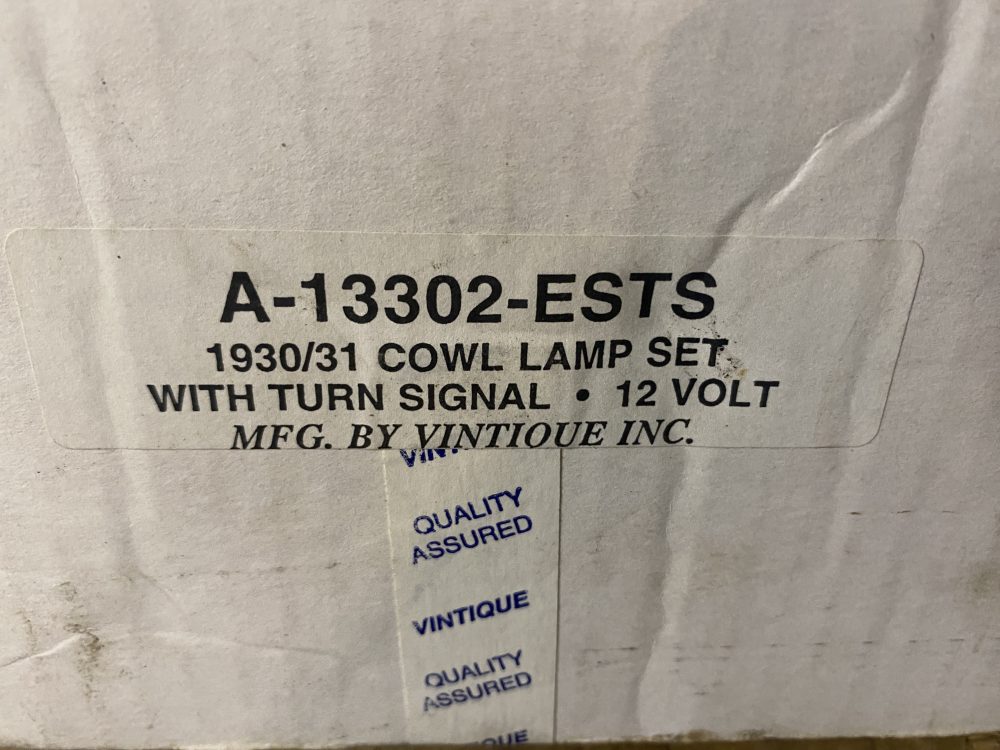 A-13302-ESTS
1930/31 COWL LAMP SET
WITH TURN SIGNAL • 12 VOLT
MFG. BY VINTIQUE INC.
QUALITY
ASSURED
VINTIQUE
QUALITY
ASSURED